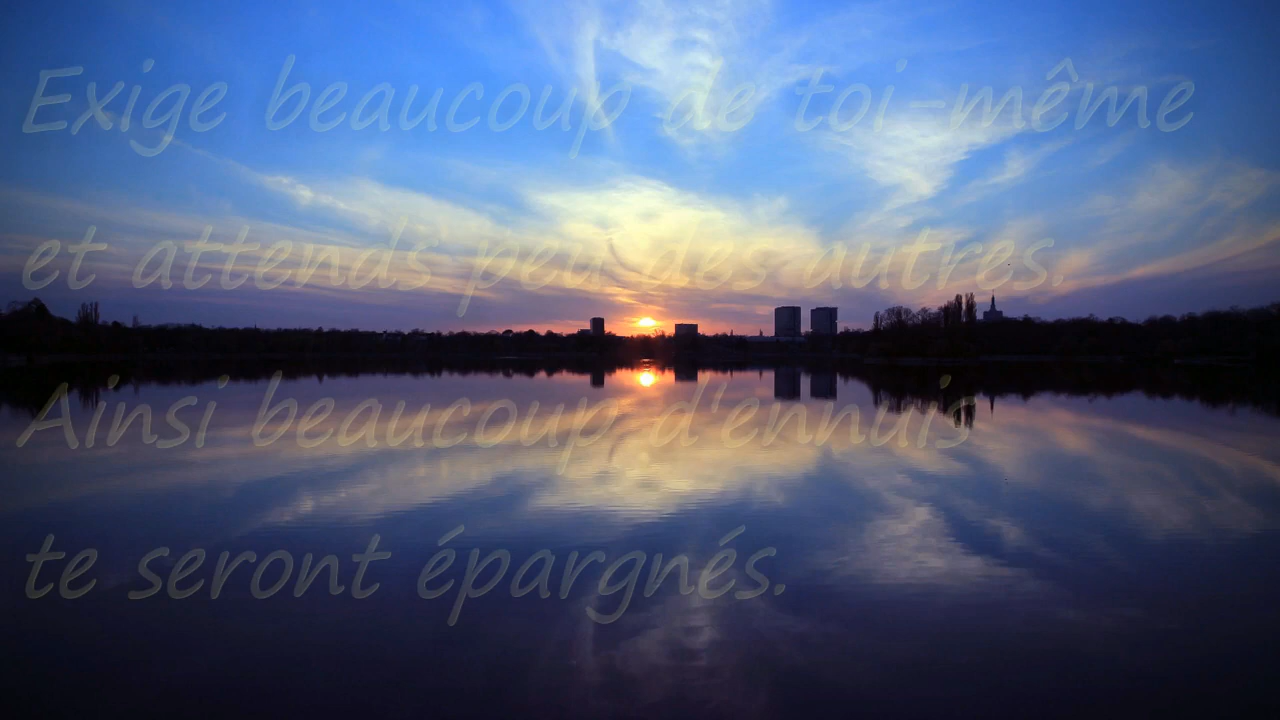 Exige beaucoup de toi-même
et attends peu des autres.
Ainsi beaucoup d'ennuis
te seront épargnés.